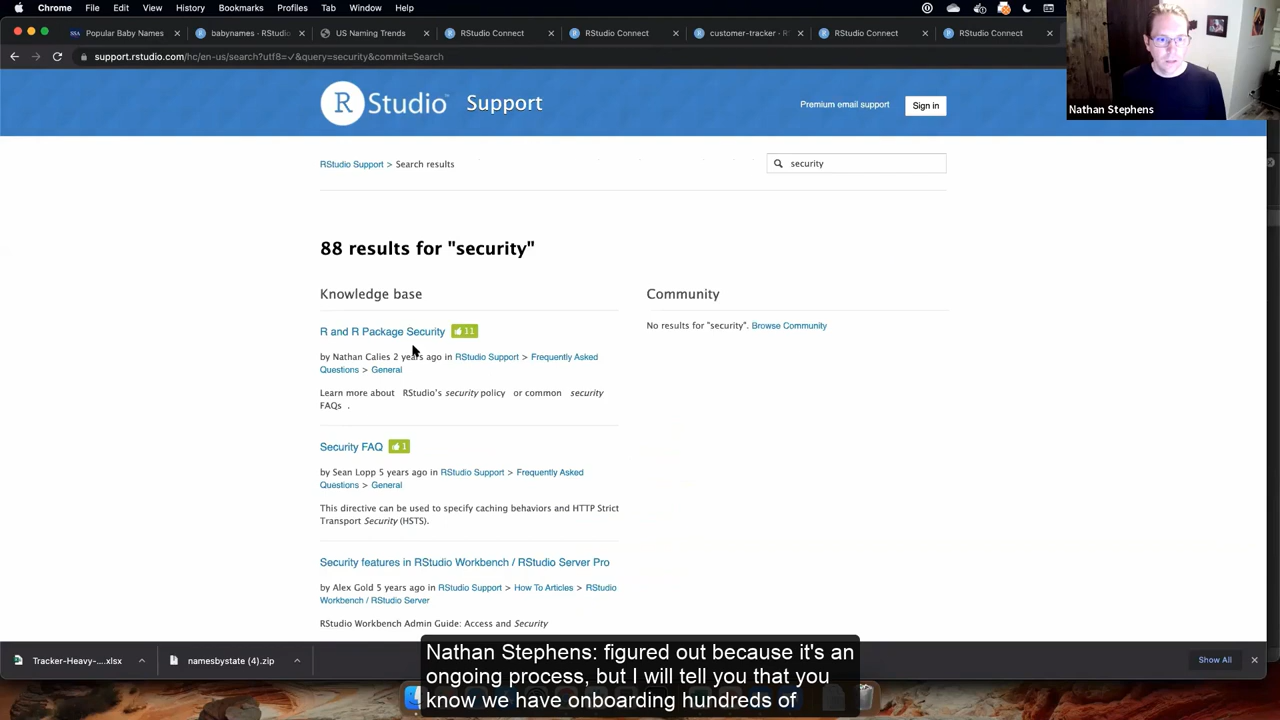 Chrome File Edit View History Bookmarks Profiles Tab Window Help
Popular Baby Names
babynames - RStudio
US Naming Trends
RStudio Connect
RStudio Connect
customer-tracker - R
RStudio Connect
RStudio Connect
support.rstudio.com/hc/en-us/search?utf8=✓&query=security&commit=Search
R Studio Support
Premium email support
Sign in
Nathan Stephens
RStudio Support > Search results
security
88 results for "security"
Knowledge base
R and R Package Security 11
by Nathan Calies 2 years ago in RStudio Support > Frequently Asked
Questions > General
Learn more about RStudio's security policy or common security
FAQs .
Security FAQ 1
by Sean Lopp 5 years ago in RStudio Support > Frequently Asked
Questions > General
This directive can be used to specify caching behaviors and HTTP Strict
Transport Security (HSTS).
Security features in RStudio Workbench / RStudio Server Pro
by Alex Gold 5 years ago in RStudio Support > How To Articles > RStudio
Workbench / RStudio Server
RStudio Workbench Admin Guide: Access and Security
Community
No results for "security". Browse Community
Tracker-Heavy-....xlsx
namesbystate (4).zip
Show All
Nathan Stephens: figured out because it's an
ongoing process, but I will tell you that you
know we have onboarding hundreds of